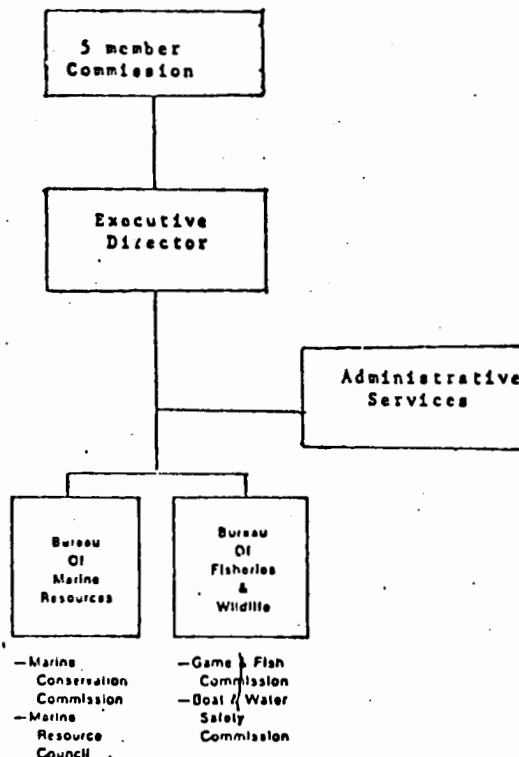 5 member
Commission
Executive
Director
Administrative
Services
Bureau
Of
Marine
Resources
Bureau
Of
Fisheries
&
Wildlife
—Marine
Conservation
Commission
—Marine
Resource
Council
—Game & Fish
Commission
—Boat & Water
Safety
Commission